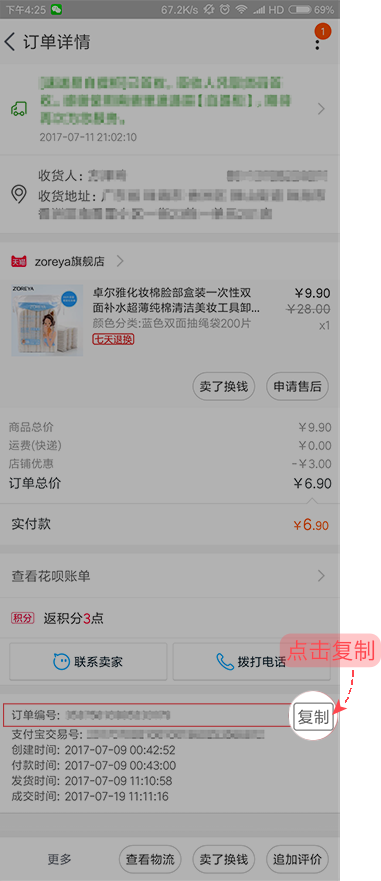 下午4:25 67.2K/s HD 69%
订单详情 1
2017-07-11 21:02:10
收货人：
收货地址：
天猫 zoreya旗舰店
ZOREYA
卓尔雅化妆棉脸部盒装一次性双 ￥9.90
面补水超薄纯棉清洁美妆工具卸... ￥28.00
颜色分类:蓝色双面抽绳袋200片 x1
七天退换
卖了换钱 申请售后
商品总价 ￥9.90
运费(快递) ￥0.00
店铺优惠 -￥3.00
订单总价 ￥6.90
实付款 ￥6.90
查看花呗账单
积分 返积分3点
点击复制
联系卖家 拨打电话
订单编号: 复制
支付宝交易号:
创建时间: 2017-07-09 00:42:52
付款时间: 2017-07-09 00:43:00
发货时间: 2017-07-09 11:10:58
成交时间: 2017-07-19 11:11:16
更多 查看物流 卖了换钱 追加评价